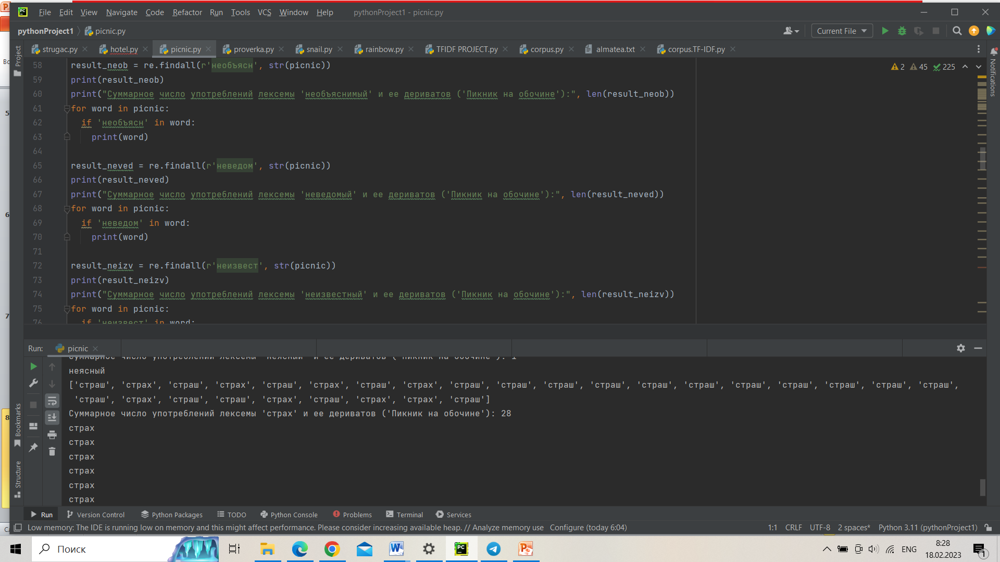 File Edit View Navigate Code Refactor Run Tools VCS Window Help pythonProject1 - picnic.py
pythonProject1 picnic.py Current File
strugac.py hotel.py picnic.py proverka.py snail.py rainbow.py TFIDF PROJECT.py corpus.py almatea.txt corpus.TF-IDF.py
Project
Notifications
2 45 225
58 result_neob = re.findall(r'необъясн', str(picnic))
59 print(result_neob)
60 print("Суммарное число употреблений лексемы 'необъяснимый' и ее дериватов ('Пикник на обочине'):", len(result_neob))
61 for word in picnic:
62 if 'необъясн' in word:
63 print(word)
64
65 result_neved = re.findall(r'неведом', str(picnic))
66 print(result_neved)
67 print("Суммарное число употреблений лексемы 'неведомый' и ее дериватов ('Пикник на обочине'):", len(result_neved))
68 for word in picnic:
69 if 'неведом' in word:
70 print(word)
71
72 result_neizv = re.findall(r'неизвест', str(picnic))
73 print(result_neizv)
74 print("Суммарное число употреблений лексемы 'неизвестный' и ее дериватов ('Пикник на обочине'):", len(result_neizv))
75 for word in picnic:
76 if 'неизвест' in word:
Run: picnic
Суммарное число употреблений лексемы 'неясный' и ее дериватов ('Пикник на обочине'): 1
неясный
['страш', 'страх', 'страш', 'страх', 'страш', 'страх', 'страш', 'страх', 'страш', 'страш', 'страш', 'страш', 'страш', 'страш', 'страш', 'страш', 'страш', 'страш', 'страш',
'страш', 'страх', 'страш', 'страш', 'страх', 'страш', 'страх', 'страх', 'страш']
Суммарное число употреблений лексемы 'страх' и ее дериватов ('Пикник на обочине'): 28
страх
страх
страх
страх
страх
страх
Bookmarks
Structure
5
6
7
8
Run Version Control Python Packages TODO Python Console Problems Terminal Services
Low memory: The IDE is running low on memory and this might affect performance. Please consider increasing available heap. // Analyze memory use Configure (today 6:04) 1:1 CRLF UTF-8 2 spaces* Python 3.11 (pythonProject1)
Поиск
ENG
8:28
18.02.2023
1